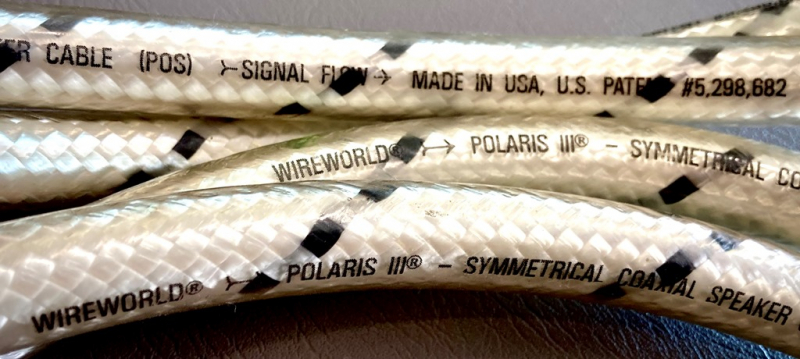 ER CABLE (POS) >-SIGNAL FLOW→ MADE IN USA, U.S. PATENT #5,298,682
WIREWORLD® >→ POLARIS III® – SYMMETRICAL CO
WIREWORLD® >→ POLARIS III® – SYMMETRICAL COAXIAL SPEAKER